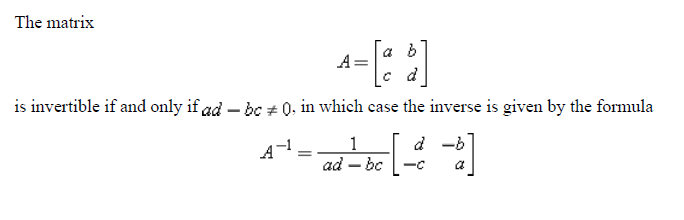 The matrix
A = [ a b
c d ]
is invertible if and only if ad − bc ≠ 0, in which case the inverse is given by the formula
A⁻¹ = 1 / (ad − bc) [ d −b
−c a ]